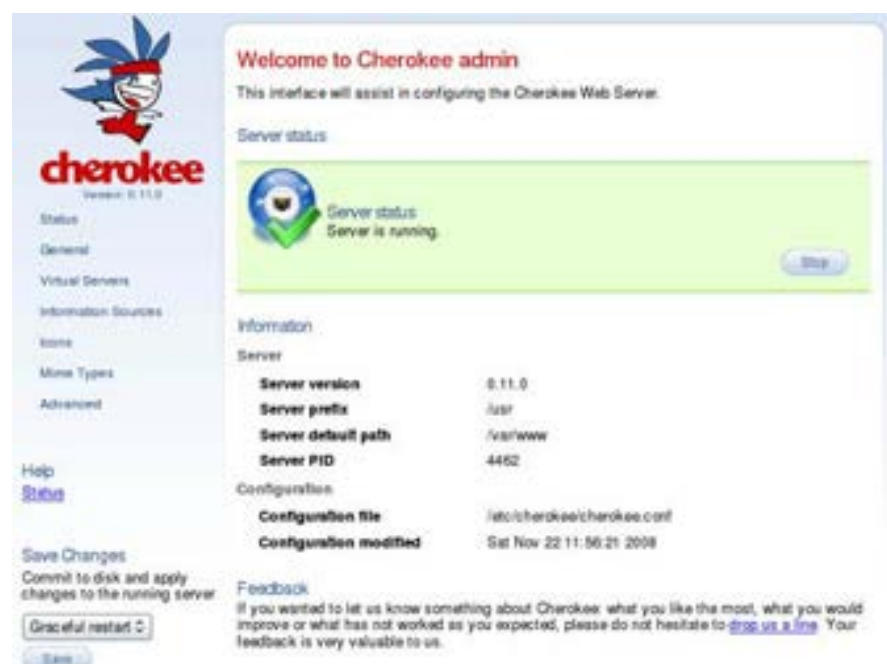 cherokee
Version: 0.11.0
Status
General
Virtual Servers
Information Sources
Icons
Mime Types
Advanced
Help
Status
Save Changes
Commit to disk and apply
changes to the running server
Graceful restart
Save
Welcome to Cherokee admin
This interface will assist in configuring the Cherokee Web Server.
Server status
Server status
Server is running.
Stop
Information
Server
Server version 0.11.0
Server prefix /usr
Server default path /var/www
Server PID 4462
Configuration
Configuration file /etc/cherokee/cherokee.conf
Configuration modified Sat Nov 22 11:56:21 2008
Feedback
If you wanted to let us know something about Cherokee: what you like the most, what you would
improve or what has not worked as you expected, please do not hesitate to drop us a line. Your
feedback is very valuable to us.